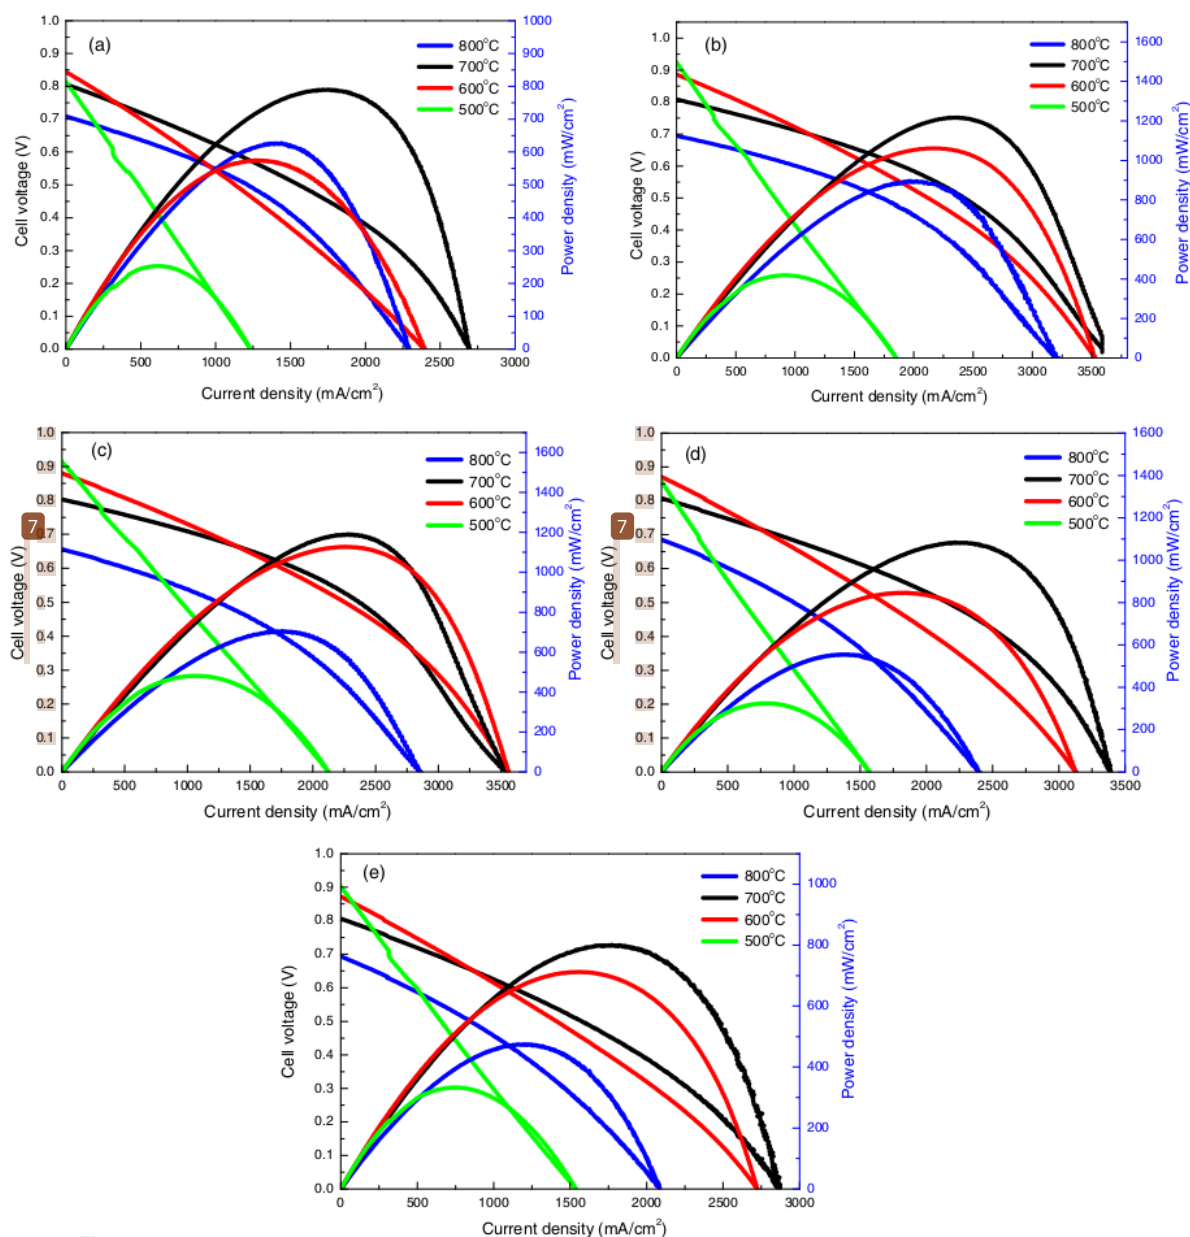 (a)
800°C
700°C
600°C
500°C
Cell voltage (V)
1.0
0.9
0.8
0.7
0.6
0.5
0.4
0.3
0.2
0.1
0.0
0 500 1000 1500 2000 2500 3000
Current density (mA/cm²)
1000
900
800
700
600
500
400
300
200
100
0
Power density (mW/cm²)
(b)
800°C
700°C
600°C
500°C
Cell voltage (V)
1.0
0.9
0.8
0.7
0.6
0.5
0.4
0.3
0.2
0.1
0.0
0 500 1000 1500 2000 2500 3000 3500
Current density (mA/cm²)
1600
1400
1200
1000
800
600
400
200
0
Power density (mW/cm²)
(c)
800°C
700°C
600°C
500°C
7
Cell voltage (V)
1.0
0.9
0.8
0.7
0.6
0.5
0.4
0.3
0.2
0.1
0.0
0 500 1000 1500 2000 2500 3000 3500
Current density (mA/cm²)
1600
1400
1200
1000
800
600
400
200
0
Power density (mW/cm²)
(d)
800°C
700°C
600°C
500°C
7
Cell voltage (V)
1.0
0.9
0.8
0.7
0.6
0.5
0.4
0.3
0.2
0.1
0.0
0 500 1000 1500 2000 2500 3000 3500
Current density (mA/cm²)
1600
1400
1200
1000
800
600
400
200
0
Power density (mW/cm²)
(e)
800°C
700°C
600°C
500°C
Cell voltage (V)
1.0
0.9
0.8
0.7
0.6
0.5
0.4
0.3
0.2
0.1
0.0
0 500 1000 1500 2000 2500 3000
Current density (mA/cm²)
1000
800
600
400
200
0
Power density (mW/cm²)